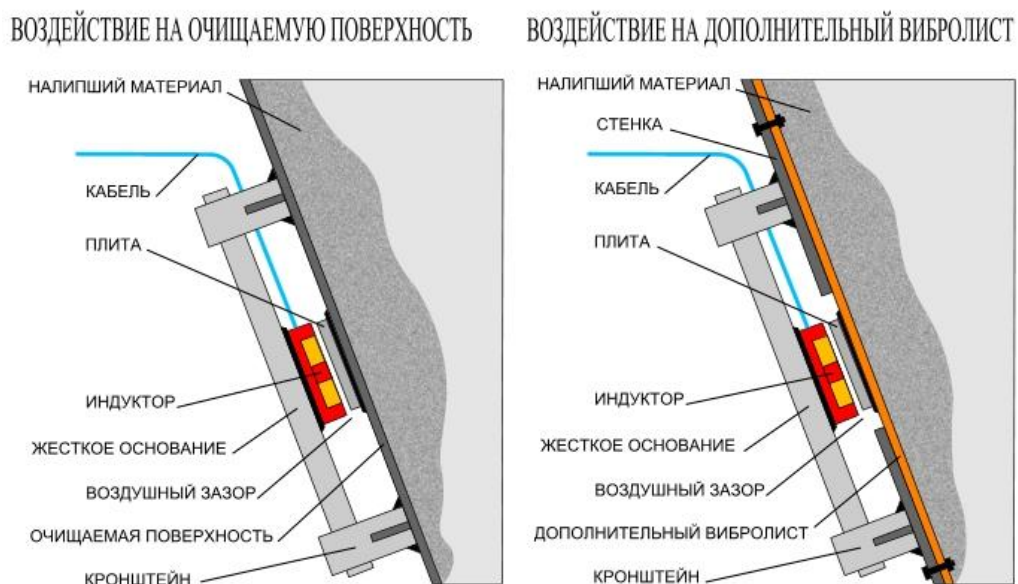 ВОЗДЕЙСТВИЕ НА ОЧИЩАЕМУЮ ПОВЕРХНОСТЬ
НАЛИПШИЙ МАТЕРИАЛ
КАБЕЛЬ
ПЛИТА
ИНДУКТОР
ЖЕСТКОЕ ОСНОВАНИЕ
ВОЗДУШНЫЙ ЗАЗОР
ОЧИЩАЕМАЯ ПОВЕРХНОСТЬ
КРОНШТЕЙН
ВОЗДЕЙСТВИЕ НА ДОПОЛНИТЕЛЬНЫЙ ВИБРОЛИСТ
НАЛИПШИЙ МАТЕРИАЛ
СТЕНКА
КАБЕЛЬ
ПЛИТА
ИНДУКТОР
ЖЕСТКОЕ ОСНОВАНИЕ
ВОЗДУШНЫЙ ЗАЗОР
ДОПОЛНИТЕЛЬНЫЙ ВИБРОЛИСТ
КРОНШТЕЙН